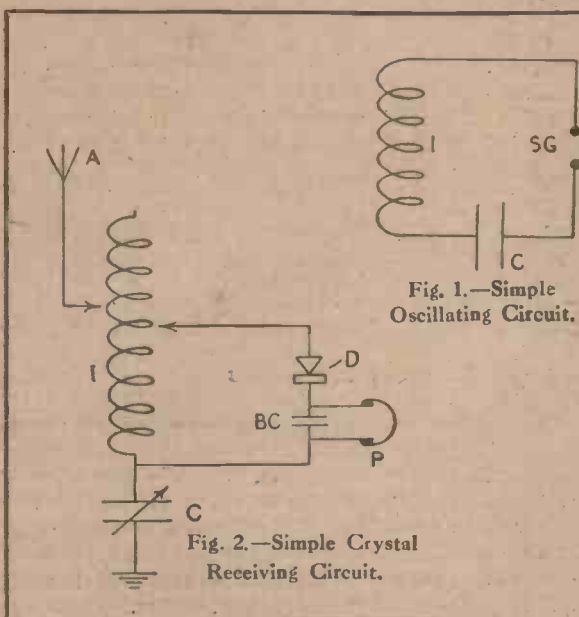 I
SG
C
Fig. 1.—Simple
Oscillating Circuit.
A
I
D
BC
P
C
Fig. 2.—Simple Crystal
Receiving Circuit.